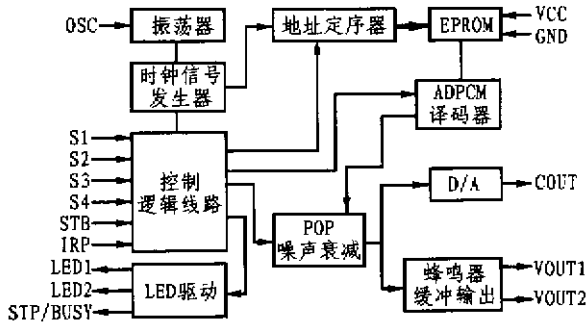 OSC
振荡器
地址定序器
EPROM
VCC
GND
时钟信号
发生器
ADPCM
译码器
S1
S2
S3
S4
STB
IRP
控制
逻辑线路
D/A
COUT
POP
噪声衰减
LED1
LED2
STP/BUSY
LED驱动
蜂鸣器
缓冲输出
VOUT1
VOUT2